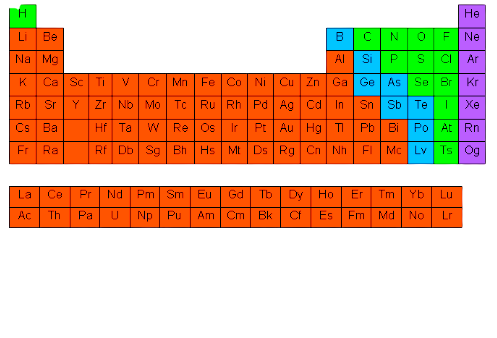 H He
Li Be B C N O F Ne
Na Mg Al Si P S Cl Ar
K Ca Sc Ti V Cr Mn Fe Co Ni Cu Zn Ga Ge As Se Br Kr
Rb Sr Y Zr Nb Mo Tc Ru Rh Pd Ag Cd In Sn Sb Te I Xe
Cs Ba Hf Ta W Re Os Ir Pt Au Hg Tl Pb Bi Po At Rn
Fr Ra Rf Db Sg Bh Hs Mt Ds Rg Cn Nh Fl Mc Lv Ts Og
La Ce Pr Nd Pm Sm Eu Gd Tb Dy Ho Er Tm Yb Lu
Ac Th Pa U Np Pu Am Cm Bk Cf Es Fm Md No Lr